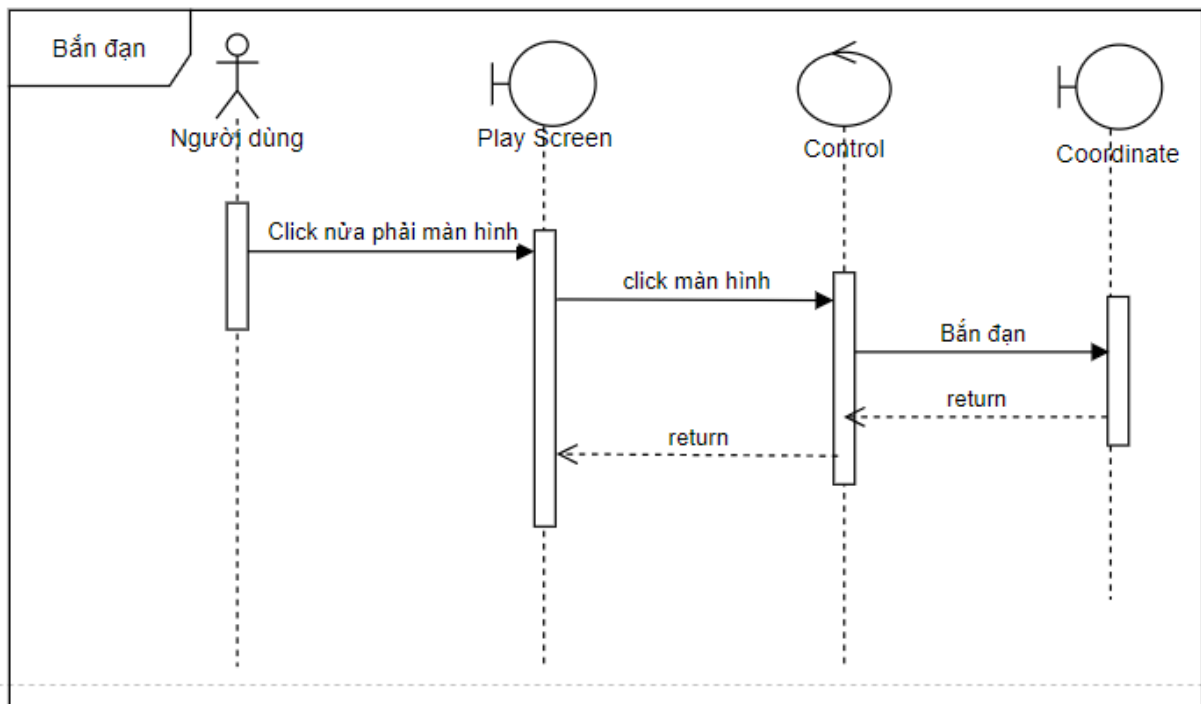 Bắn đạn
Người dùng
Play Screen
Control
Coordinate
Click nửa phải màn hình
click màn hình
Bắn đạn
return
return